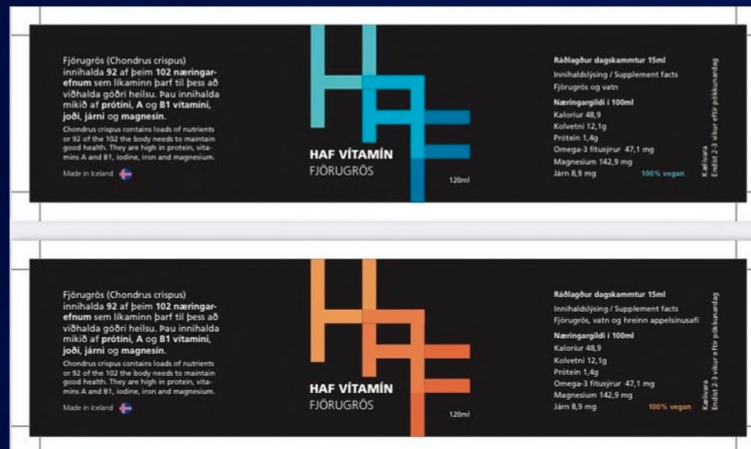 Fjörugrös (Chondrus crispus)
innihalda 92 af þeim 102 næringar-
efnum sem líkaminn þarf til þess að
viðhalda góðri heilsu. Þau innihalda
mikið af prótíni, A og B1 vítamíni,
joði, járni og magnesín.
Chondrus crispus contains loads of nutrients
or 92 of the 102 the body needs to maintain
good health. They are high in protein, vita-
mins A and B1, iodine, iron and magnesium.
Made in Iceland
HAF
HAF VÍTAMÍN
FJÖRUGRÖS
120ml
Ráðlagður dagskammtur 15ml
Innihaldslýsing / Supplement facts
Fjörugrös og vatn
Næringargildi í 100ml
Kaloríur 48,9
Kolvetni 12,1g
Prótein 1,4g
Omega-3 fitusýrur 47,1 mg
Magnesium 142,9 mg
Járn 8,9 mg
100% vegan
Kælivara
Endist 2-3 vikur eftir pökkunardag
Fjörugrös (Chondrus crispus)
innihalda 92 af þeim 102 næringar-
efnum sem líkaminn þarf til þess að
viðhalda góðri heilsu. Þau innihalda
mikið af prótíni, A og B1 vítamíni,
joði, járni og magnesín.
Chondrus crispus contains loads of nutrients
or 92 of the 102 the body needs to maintain
good health. They are high in protein, vita-
mins A and B1, iodine, iron and magnesium.
Made in Iceland
HAF
HAF VÍTAMÍN
FJÖRUGRÖS
120ml
Ráðlagður dagskammtur 15ml
Innihaldslýsing / Supplement facts
Fjörugrös, vatn og hreinn appelsínusafi
Næringargildi í 100ml
Kaloríur 48,9
Kolvetni 12,1g
Prótein 1,4g
Omega-3 fitusýrur 47,1 mg
Magnesium 142,9 mg
Járn 8,9 mg
100% vegan
Kælivara
Endist 2-3 vikur eftir pökkunardag